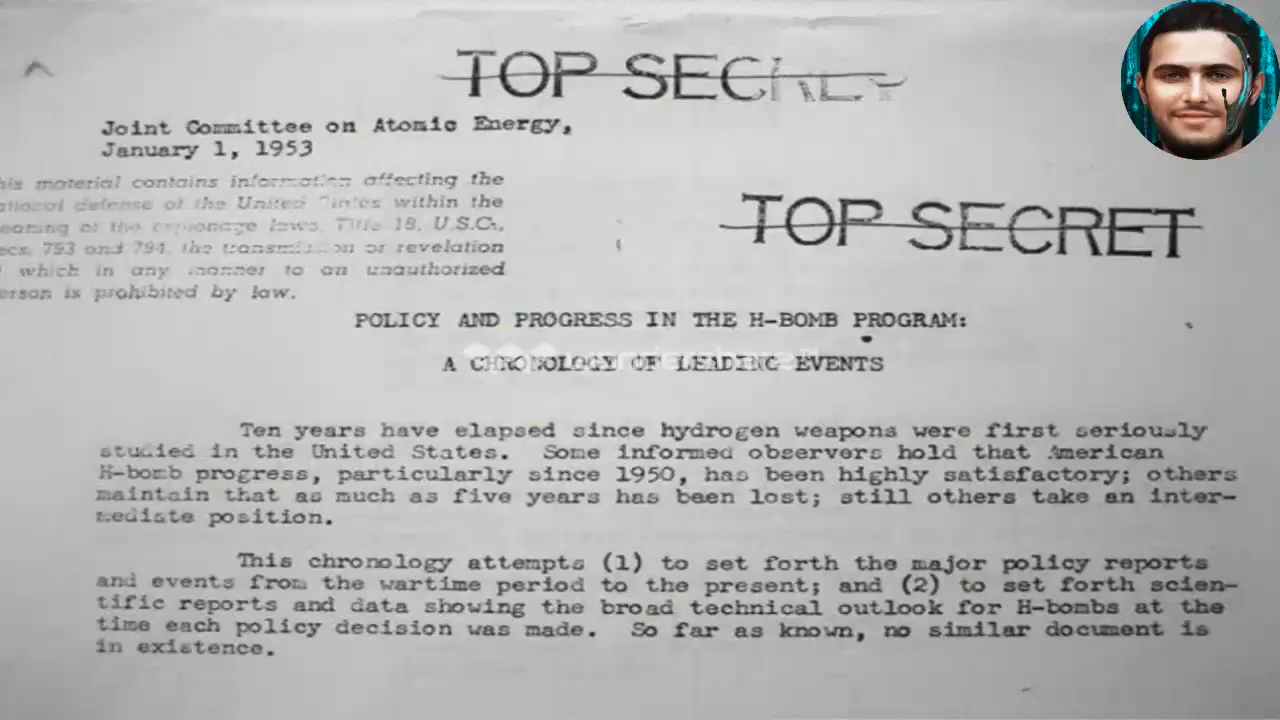 TOP SECRET
Joint Committee on Atomic Energy,
January 1, 1953
TOP SECRET
his material contains information affecting the
ational defense of the United States within the
eaning of the espionage laws, Title 18, U.S.C.,
ecs. 793 and 794, the transmission or revelation
which in any manner to an unauthorized
erson is prohibited by law.
POLICY AND PROGRESS IN THE H-BOMB PROGRAM:
A CHRONOLOGY OF LEADING EVENTS
Ten years have elapsed since hydrogen weapons were first seriously
studied in the United States. Some informed observers hold that American
H-bomb progress, particularly since 1950, has been highly satisfactory; others
maintain that as much as five years has been lost; still others take an inter-
mediate position.
This chronology attempts (1) to set forth the major policy reports
and events from the wartime period to the present; and (2) to set forth scien-
tific reports and data showing the broad technical outlook for H-bombs at the
time each policy decision was made. So far as known, no similar document is
in existence.